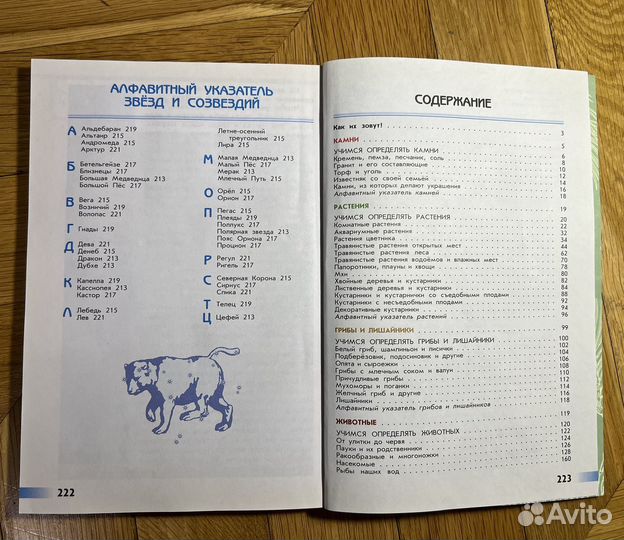 АЛФАВИТНЫЙ УКАЗАТЕЛЬ
ЗВЁЗД И СОЗВЕЗДИЙ
А
Альдебаран 219
Альтаир 215
Андромеда 215
Арктур 221
Б
Бетельгейзе 217
Близнецы 217
Большая Медведица 213
Большой Пёс 217
В
Вега 215
Возничий 219
Волопас 221
Г
Гиады 219
Д
Дева 221
Денеб 215
Дракон 213
Дубхе 213
К
Капелла 219
Кассиопея 213
Кастор 217
Л
Лебедь 215
Лев 221
Летне-осенний
треугольник 215
Лира 215
М
Малая Медведица 213
Малый Пёс 217
Мерак 213
Млечный Путь 215
О
Орёл 215
Орион 217
П
Пегас 215
Плеяды 219
Поллукс 217
Полярная звезда 213
Пояс Ориона 217
Процион 217
Р
Регул 221
Ригель 217
С
Северная Корона 215
Сириус 217
Спика 221
Т
Телец 219
Ц
Цефей 213
222
СОДЕРЖАНИЕ
Как их зовут? 3
КАМНИ 5
УЧИМСЯ ОПРЕДЕЛЯТЬ КАМНИ 6
Кремень, пемза, песчаник, соль 8
Гранит и его составляющие 10
Торф и уголь 12
Известняк со своей семьёй 14
Камни, из которых делают украшения 16
Алфавитный указатель камней 18
РАСТЕНИЯ 19
УЧИМСЯ ОПРЕДЕЛЯТЬ РАСТЕНИЯ 20
Комнатные растения 22
Аквариумные растения 32
Растения цветника 34
Травянистые растения открытых мест 44
Травянистые растения леса 62
Травянистые растения водоёмов и влажных мест 70
Папоротники, плауны и хвощи 78
Мхи 80
Хвойные деревья и кустарники 82
Лиственные деревья и кустарники 84
Кустарники и кустарнички со съедобными плодами 88
Кустарники с несъедобными плодами 92
Декоративные кустарники 94
Алфавитный указатель растений 96
ГРИБЫ И ЛИШАЙНИКИ 99
УЧИМСЯ ОПРЕДЕЛЯТЬ ГРИБЫ И ЛИШАЙНИКИ 100
Белый гриб, шампиньон и лисички 102
Подберёзовик, подосиновик и другие 104
Опята и сыроежки 106
Грибы с млечным соком и валуи 108
Причудливые грибы 110
Мухоморы и поганки 112
Желчный гриб и другие 114
Лишайники 116
Алфавитный указатель грибов и лишайников 118
ЖИВОТНЫЕ 119
УЧИМСЯ ОПРЕДЕЛЯТЬ ЖИВОТНЫХ 120
От улитки до червя 122
Пауки и их родственники 124
Ракообразные и многоножки 126
Насекомые 128
Рыбы наших вод 160
223
Avito